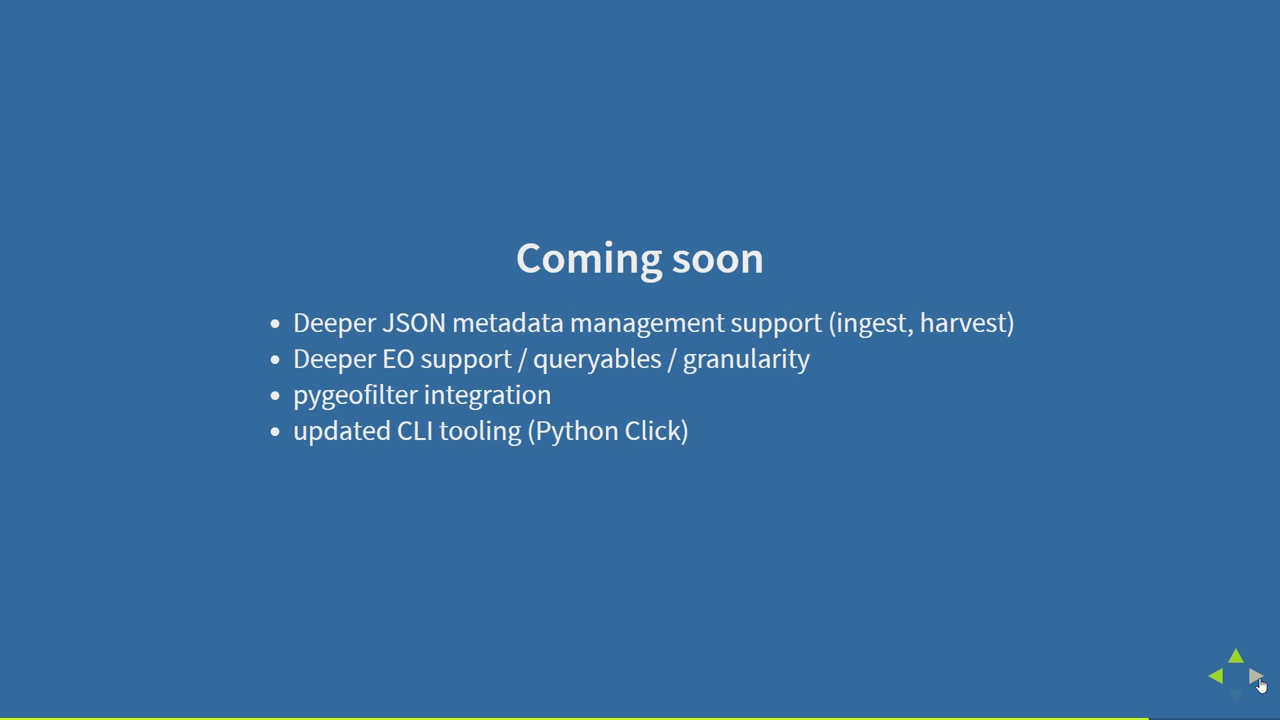 Coming soon
• Deeper JSON metadata management support (ingest, harvest)
• Deeper EO support / queryables / granularity
• pygeofilter integration
• updated CLI tooling (Python Click)